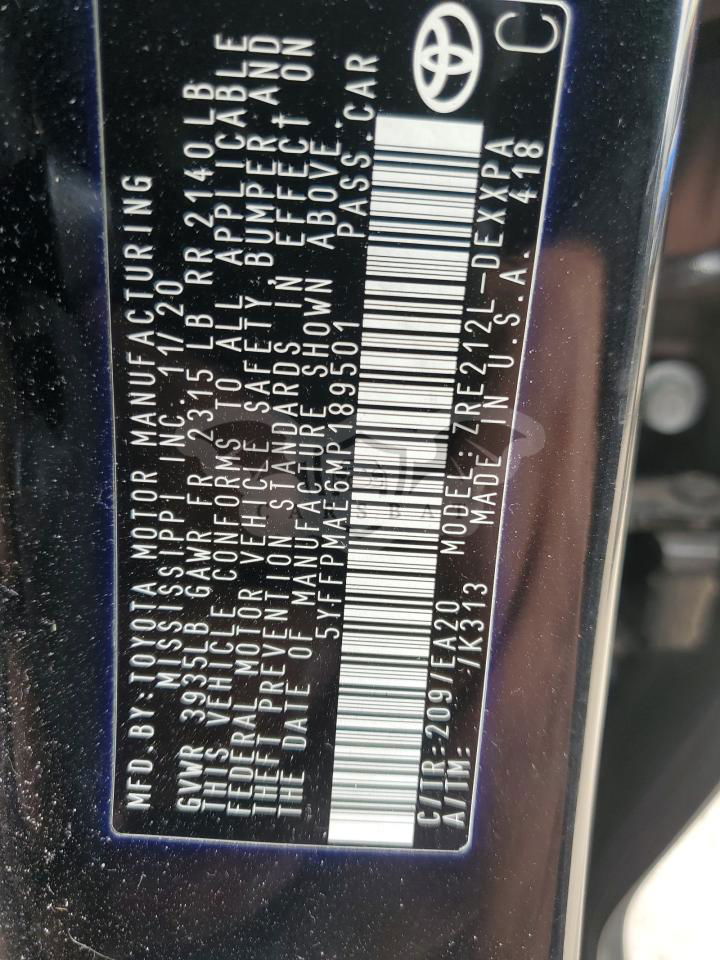 MFD.BY:TOYOTA MOTOR MANUFACTURING
MISSISSIPPI INC. 11/20
GVWR 3935LB GAWR FR 2315 LB RR 2140LB
THIS VEHICLE CONFORMS TO ALL APPLICABLE
FEDERAL MOTOR VEHICLE SAFETY,BUMPER AND
THEFT PREVENTION STANDARDS IN EFFECT ON
THE DATE OF MANUFACTURE SHOWN ABOVE.
5YFFPMAE6MP189501 PASS.CAR
C/TR:209/EA20 MODEL:ZRE212L-DEXXPA
A/TM: /K313 MADE IN U.S.A. 418
C